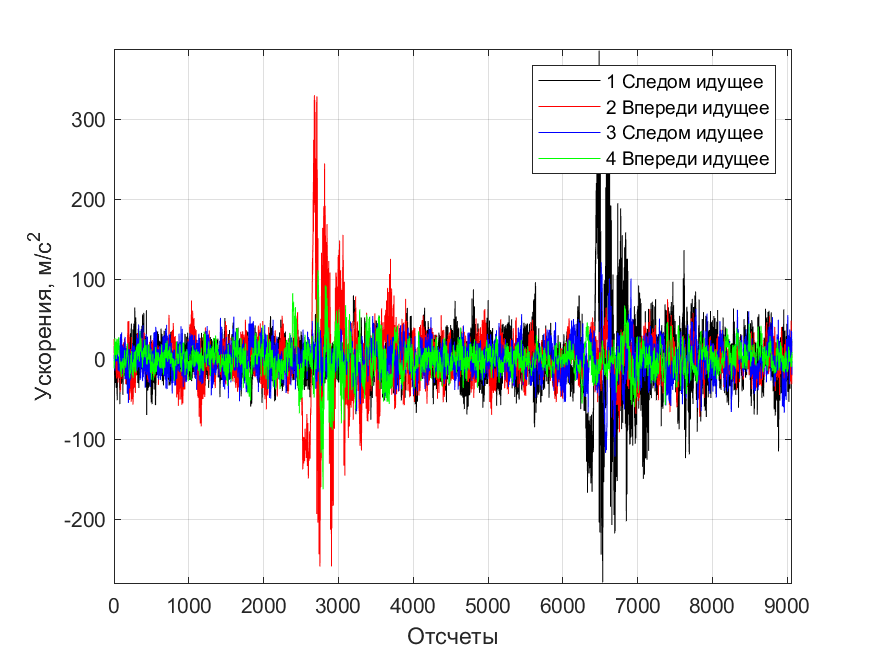 1 Следом идущее
2 Впереди идущее
3 Следом идущее
4 Впереди идущее
300
200
100
0
-100
-200
Ускорения, м/с²
0 1000 2000 3000 4000 5000 6000 7000 8000 9000
Отсчеты